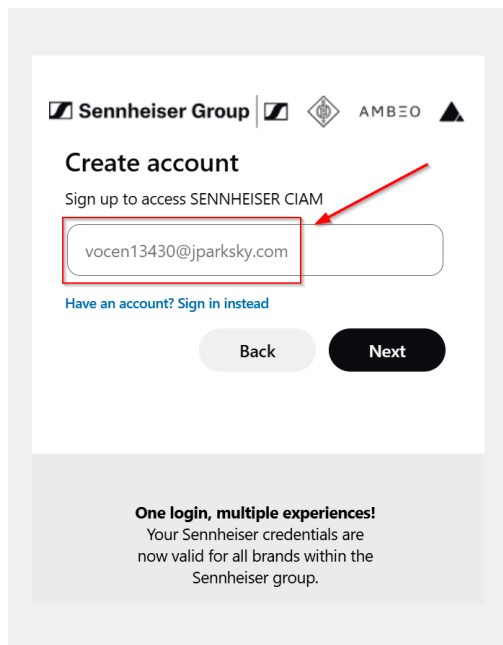 Sennheiser Group
AMBΞO
Create account
Sign up to access SENNHEISER CIAM
vocen13430@jparksky.com
Have an account? Sign in instead
Back
Next
One login, multiple experiences!
Your Sennheiser credentials are
now valid for all brands within the
Sennheiser group.